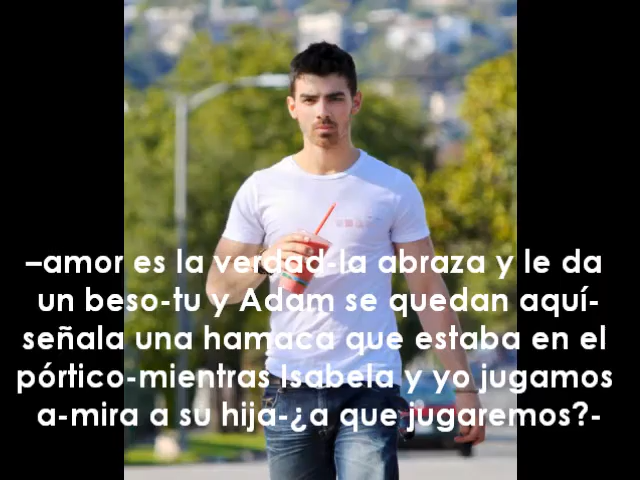 –amor es la verdad-la abraza y le da
un beso-tu y Adam se quedan aquí-
señala una hamaca que estaba en el
pórtico-mientras Isabela y yo jugamos
a-mira a su hija-¿a que jugaremos?-